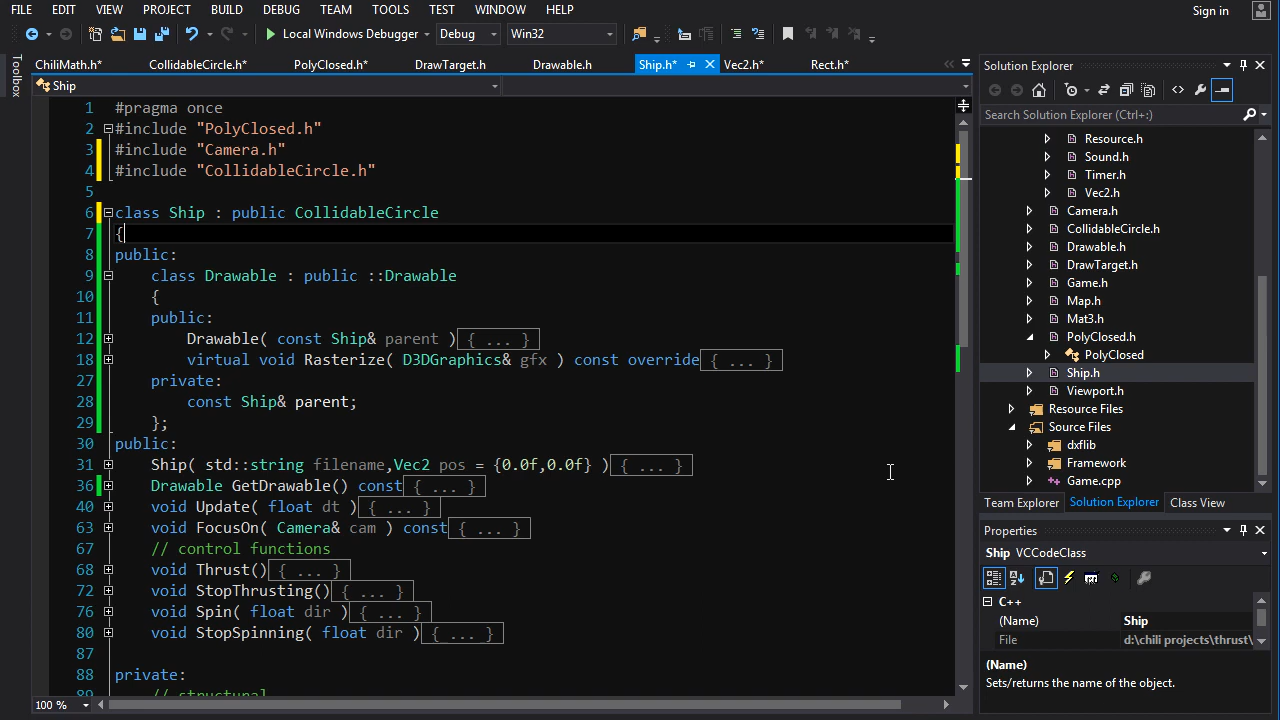 FILE EDIT VIEW PROJECT BUILD DEBUG TEAM TOOLS TEST WINDOW HELP Sign in
Local Windows Debugger Debug Win32
Toolbox
ChiliMath.h* CollidableCircle.h* PolyClosed.h* DrawTarget.h Drawable.h Ship.h* Vec2.h* Rect.h*
Ship
1 #pragma once
2 #include "PolyClosed.h"
3 #include "Camera.h"
4 #include "CollidableCircle.h"
5
6 class Ship : public CollidableCircle
7 {
8 public:
9 class Drawable : public ::Drawable
10 {
11 public:
12 Drawable( const Ship& parent ){ ... }
18 virtual void Rasterize( D3DGraphics& gfx ) const override{ ... }
27 private:
28 const Ship& parent;
29 };
30 public:
31 Ship( std::string filename,Vec2 pos = {0.0f,0.0f} ){ ... }
36 Drawable GetDrawable() const{ ... }
40 void Update( float dt ){ ... }
63 void FocusOn( Camera& cam ) const{ ... }
67 // control functions
68 void Thrust(){ ... }
72 void StopThrusting(){ ... }
76 void Spin( float dir ){ ... }
80 void StopSpinning( float dir ){ ... }
87
88 private:
89 // structural
100 %
Solution Explorer
Search Solution Explorer (Ctrl+;)
Resource.h
Sound.h
Timer.h
Vec2.h
Camera.h
CollidableCircle.h
Drawable.h
DrawTarget.h
Game.h
Map.h
Mat3.h
PolyClosed.h
PolyClosed
Ship.h
Viewport.h
Resource Files
Source Files
dxflib
Framework
Game.cpp
Team Explorer Solution Explorer Class View
Properties
Ship VCCodeClass
C++
(Name) Ship
File d:\chili projects\thrust\
(Name)
Sets/returns the name of the object.